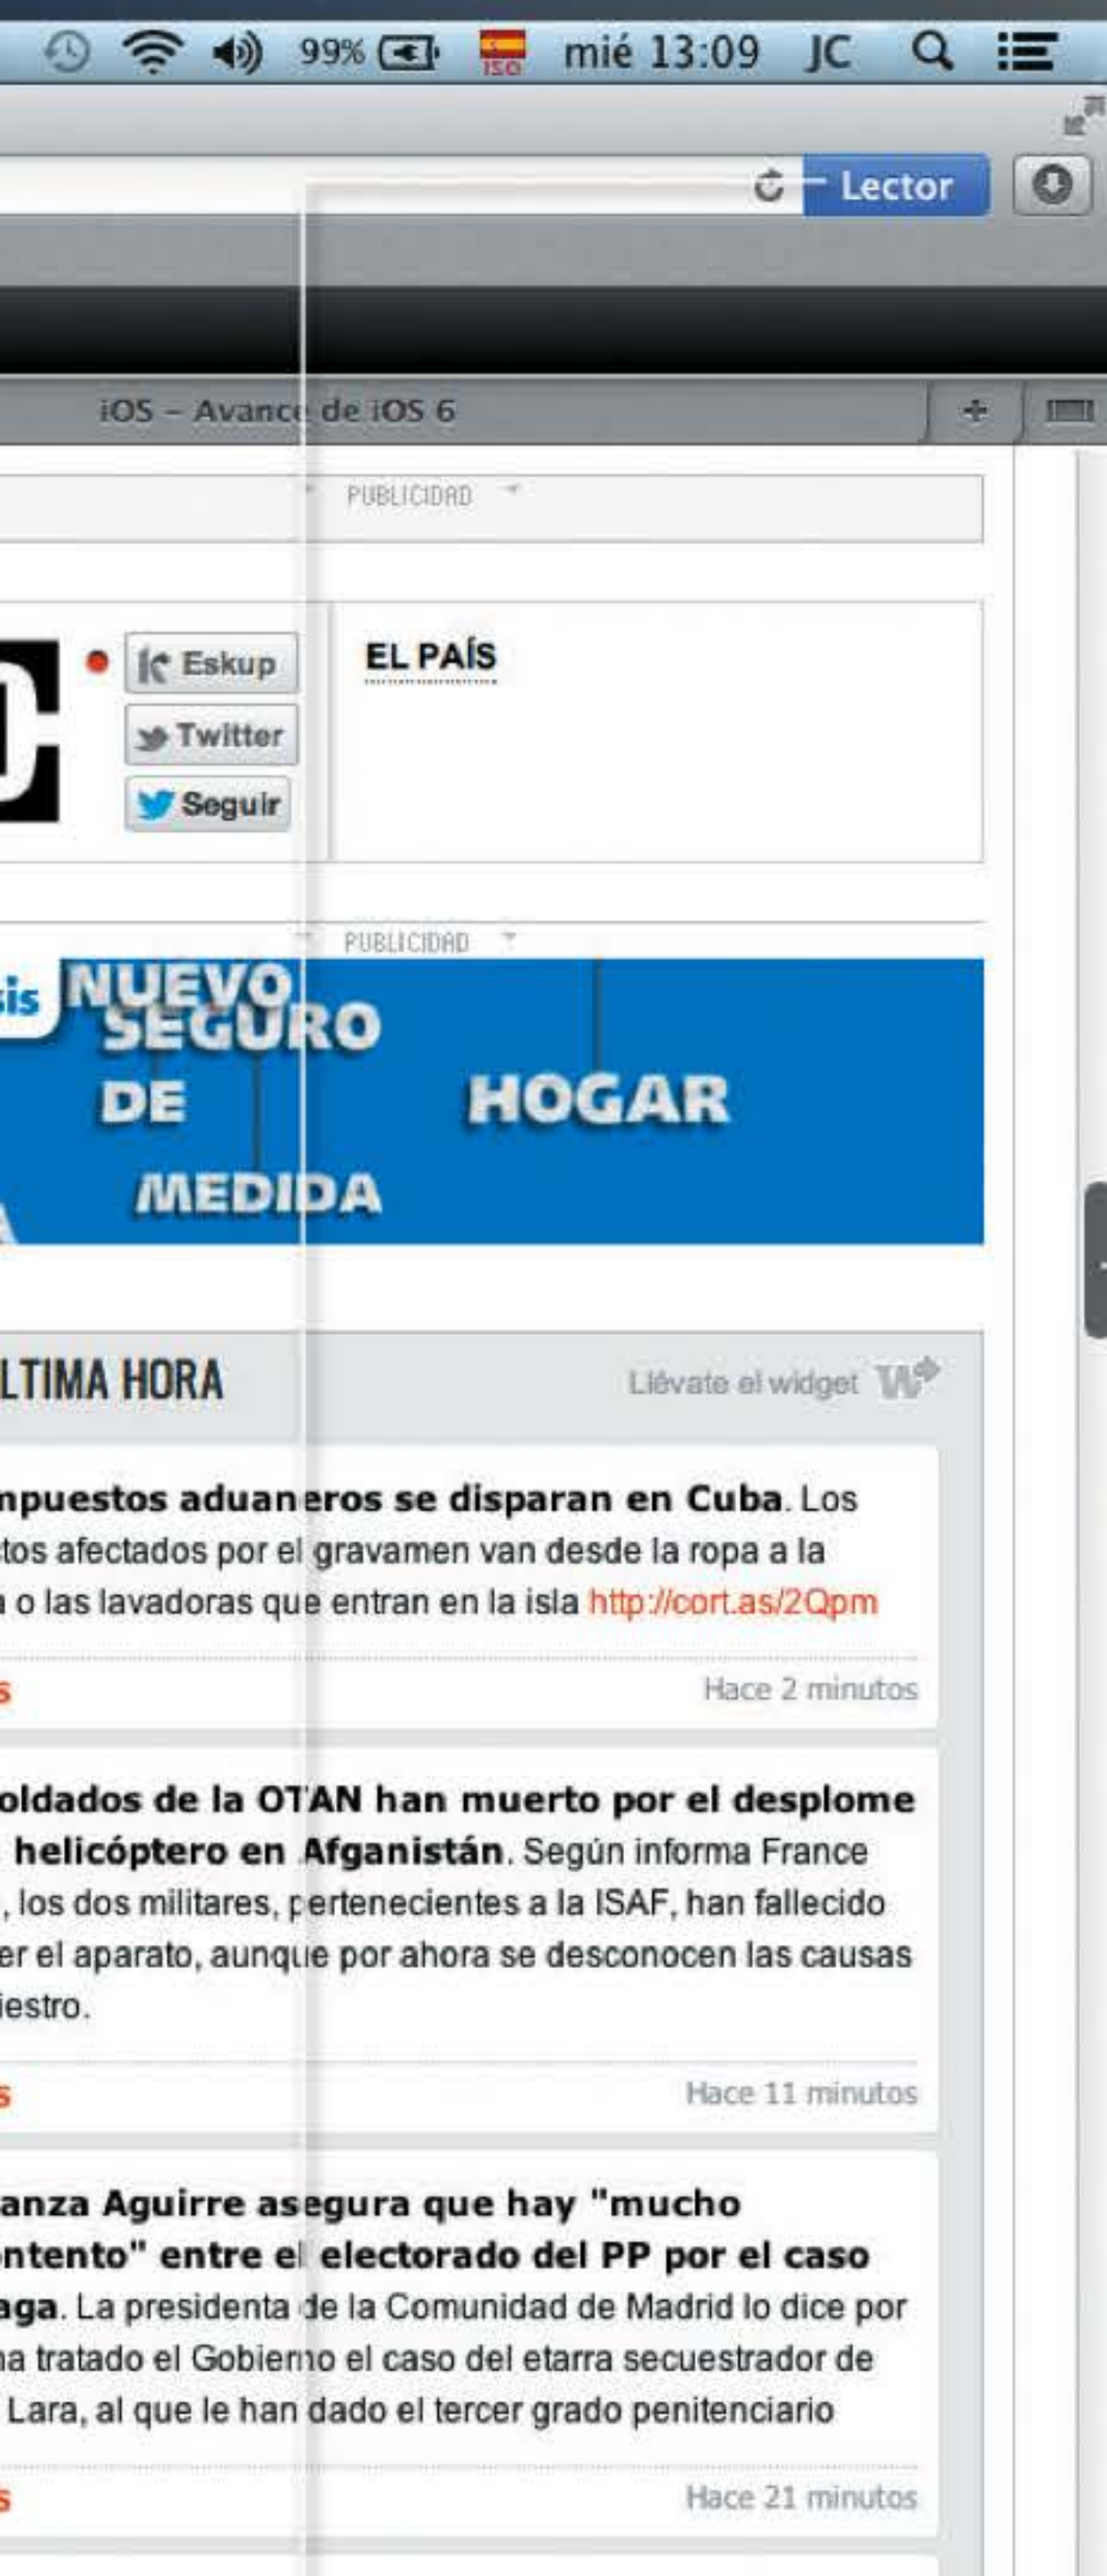 99% ISO mié 13:09 JC
Lector
iOS – Avance de iOS 6
PUBLICIDAD
Eskup
Twitter
Seguir
EL PAÍS
PUBLICIDAD
sis NUEVO
SEGURO
DE HOGAR
MEDIDA
A
LTIMA HORA Llévate el widget
mpuestos aduaneros se disparan en Cuba. Los
tos afectados por el gravamen van desde la ropa a la
a o las lavadoras que entran en la isla http://cort.as/2Qpm
s Hace 2 minutos
oldados de la OTAN han muerto por el desplome
helicóptero en Afganistán. Según informa France
, los dos militares, pertenecientes a la ISAF, han fallecido
er el aparato, aunque por ahora se desconocen las causas
iestro.
s Hace 11 minutos
anza Aguirre asegura que hay "mucho
ontento" entre el electorado del PP por el caso
aga. La presidenta de la Comunidad de Madrid lo dice por
ha tratado el Gobierno el caso del etarra secuestrador de
Lara, al que le han dado el tercer grado penitenciario
s Hace 21 minutos